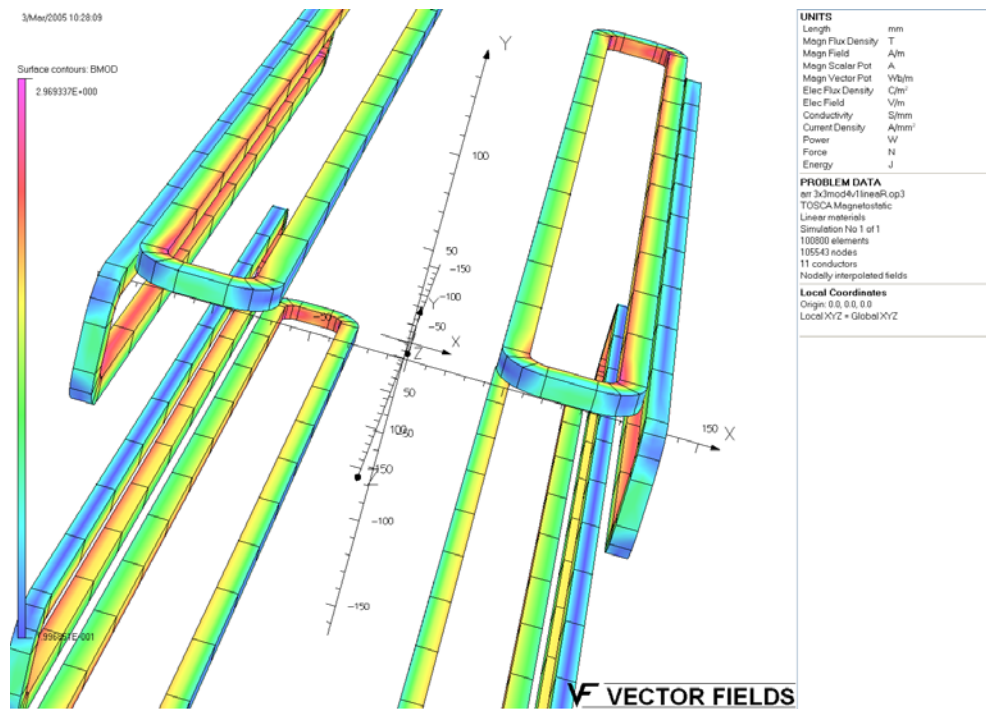 3/Mar/2005 10:28:09
Surface contours: BMOD
2.969337E+000
Y
100
50
-150
-100
Y
-50
-50
X
Z
50
100
50
150
X
150
-100
-150
VECTOR FIELDS
UNITS
Length mm
Magn Flux Density T
Magn Field A/m
Magn Scalar Pot A
Magn Vector Pot Wb/m
Elec Flux Density C/m²
Elec Field V/m
Conductivity S/mm
Current Density A/mm²
Power W
Force N
Energy J
PROBLEM DATA
TOSCA Magnetostatic
Linear materials
Simulation No 1 of 1
100800 elements
105543 nodes
11 conductors
Nodally interpolated fields
Local Coordinates
Origin: 0.0, 0.0, 0.0
Local XYZ = Global XYZ